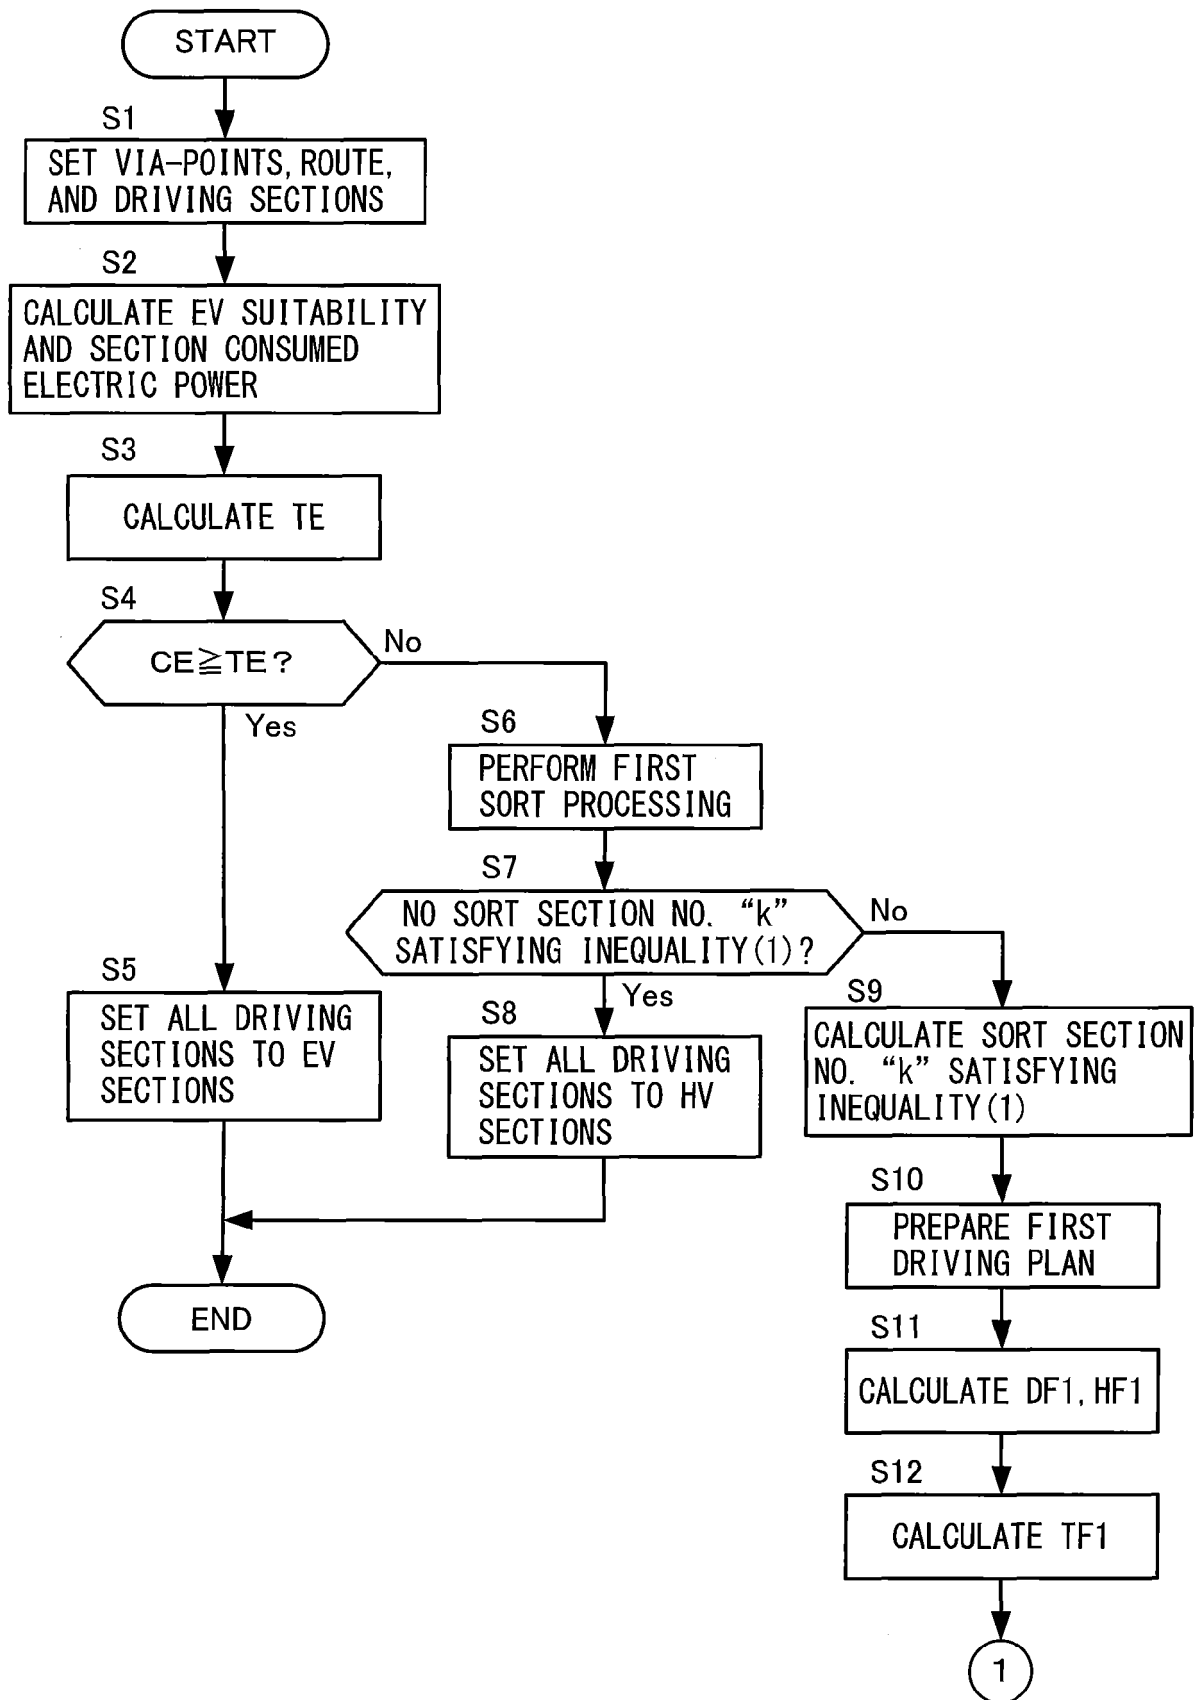 START
S1
SET VIA-POINTS, ROUTE,
AND DRIVING SECTIONS
S2
CALCULATE EV SUITABILITY
AND SECTION CONSUMED
ELECTRIC POWER
S3
CALCULATE TE
S4
CE≧TE?
No
Yes
S6
PERFORM FIRST
SORT PROCESSING
S7
NO SORT SECTION NO. “k”
SATISFYING INEQUALITY(1)?
No
Yes
S5
SET ALL DRIVING
SECTIONS TO EV
SECTIONS
S8
SET ALL DRIVING
SECTIONS TO HV
SECTIONS
S9
CALCULATE SORT SECTION
NO. “k” SATISFYING
INEQUALITY(1)
S10
PREPARE FIRST
DRIVING PLAN
END
S11
CALCULATE DF1, HF1
S12
CALCULATE TF1
1